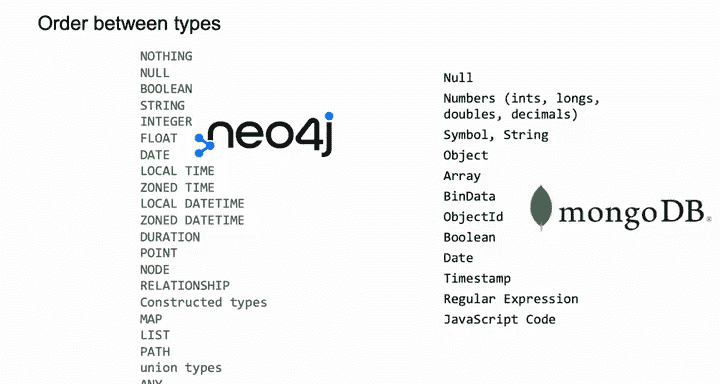 Order between types
NOTHING
NULL
BOOLEAN
STRING
INTEGER
FLOAT
DATE
LOCAL TIME
ZONED TIME
LOCAL DATETIME
ZONED DATETIME
DURATION
POINT
NODE
RELATIONSHIP
Constructed types
MAP
LIST
PATH
union types
ANY
neo4j
Null
Numbers (ints, longs,
doubles, decimals)
Symbol, String
Object
Array
BinData
ObjectId
Boolean
Date
Timestamp
Regular Expression
JavaScript Code
mongoDB®